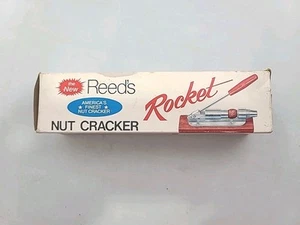 The New
Reed's
AMERICA'S
FINEST
NUT CRACKER
NUT CRACKER
Rocket